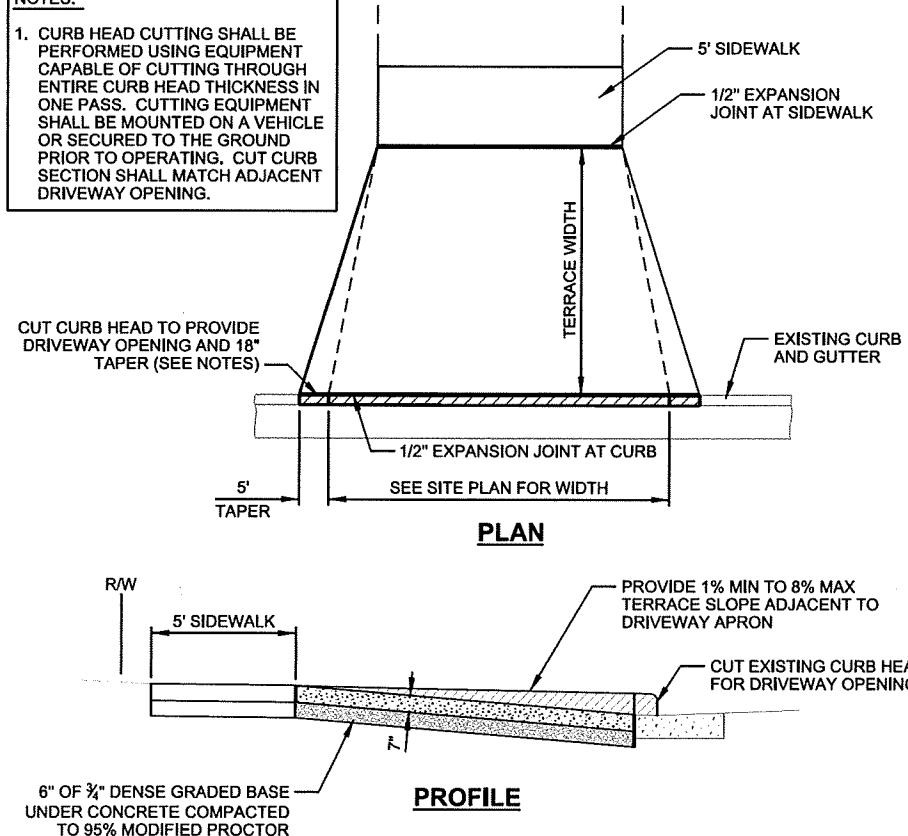 NOTES:
1. CURB HEAD CUTTING SHALL BE
PERFORMED USING EQUIPMENT
CAPABLE OF CUTTING THROUGH
ENTIRE CURB HEAD THICKNESS IN
ONE PASS. CUTTING EQUIPMENT
SHALL BE MOUNTED ON A VEHICLE
OR SECURED TO THE GROUND
PRIOR TO OPERATING. CUT CURB
SECTION SHALL MATCH ADJACENT
DRIVEWAY OPENING.
5' SIDEWALK
1/2" EXPANSION
JOINT AT SIDEWALK
TERRACE WIDTH
CUT CURB HEAD TO PROVIDE
DRIVEWAY OPENING AND 18"
TAPER (SEE NOTES)
EXISTING CURB
AND GUTTER
1/2" EXPANSION JOINT AT CURB
5'
TAPER
SEE SITE PLAN FOR WIDTH
PLAN
R/W
5' SIDEWALK
PROVIDE 1% MIN TO 8% MAX
TERRACE SLOPE ADJACENT TO
DRIVEWAY APRON
CUT EXISTING CURB HEA
FOR DRIVEWAY OPENING
7"
6" OF ¾" DENSE GRADED BASE
UNDER CONCRETE COMPACTED
TO 95% MODIFIED PROCTOR
PROFILE